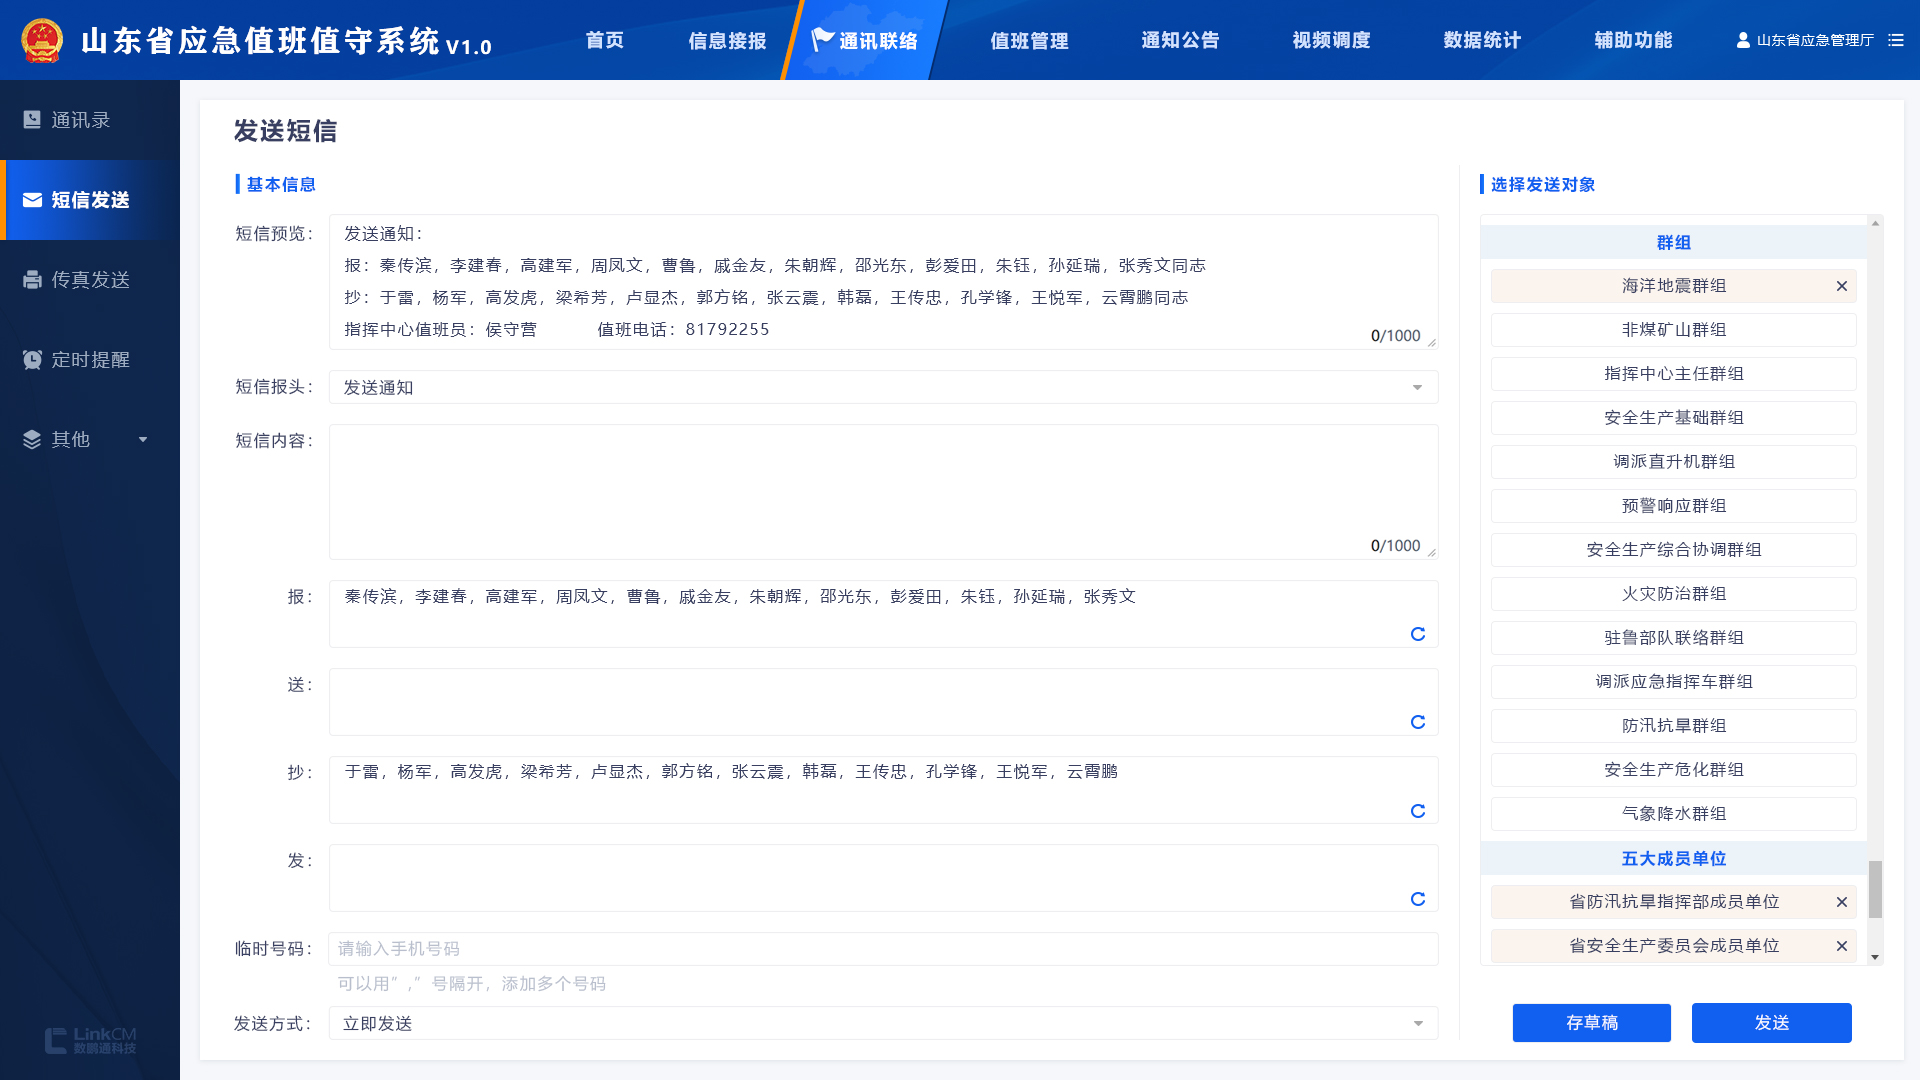 山东省应急值班值守系统 V1.0
首页
信息接报
通讯联络
值班管理
通知公告
视频调度
数据统计
辅助功能
山东省应急管理厅
通讯录
短信发送
传真发送
定时提醒
其他
LinkCM
数鹏通科技
发送短信
基本信息
短信预览：
发送通知：
报：秦传滨，李建春，高建军，周凤文，曹鲁，戚金友，朱朝辉，邵光东，彭爱田，朱钰，孙延瑞，张秀文同志
抄：于雷，杨军，高发虎，梁希芳，卢显杰，郭方铭，张云震，韩磊，王传忠，孔学锋，王悦军，云霄鹏同志
指挥中心值班员：侯守营 值班电话：81792255
0/1000
短信报头：
发送通知
短信内容：
0/1000
报：
秦传滨，李建春，高建军，周凤文，曹鲁，戚金友，朱朝辉，邵光东，彭爱田，朱钰，孙延瑞，张秀文
送：
抄：
于雷，杨军，高发虎，梁希芳，卢显杰，郭方铭，张云震，韩磊，王传忠，孔学锋，王悦军，云霄鹏
发：
临时号码：
请输入手机号码
可以用”,”号隔开，添加多个号码
发送方式：
立即发送
选择发送对象
群组
海洋地震群组
非煤矿山群组
指挥中心主任群组
安全生产基础群组
调派直升机群组
预警响应群组
安全生产综合协调群组
火灾防治群组
驻鲁部队联络群组
调派应急指挥车群组
防汛抗旱群组
安全生产危化群组
气象降水群组
五大成员单位
省防汛抗旱指挥部成员单位
省安全生产委员会成员单位
存草稿
发送